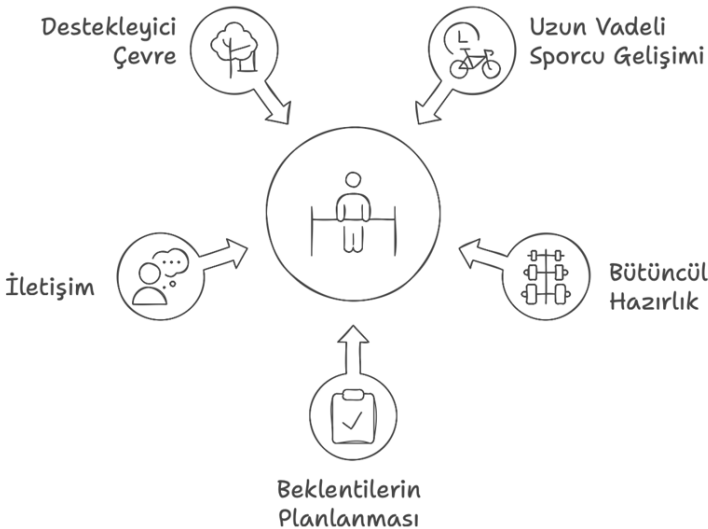 Destekleyici
Çevre
Uzun Vadeli
Sporcu Gelişimi
İletişim
Bütüncül
Hazırlık
Beklentilerin
Planlanması